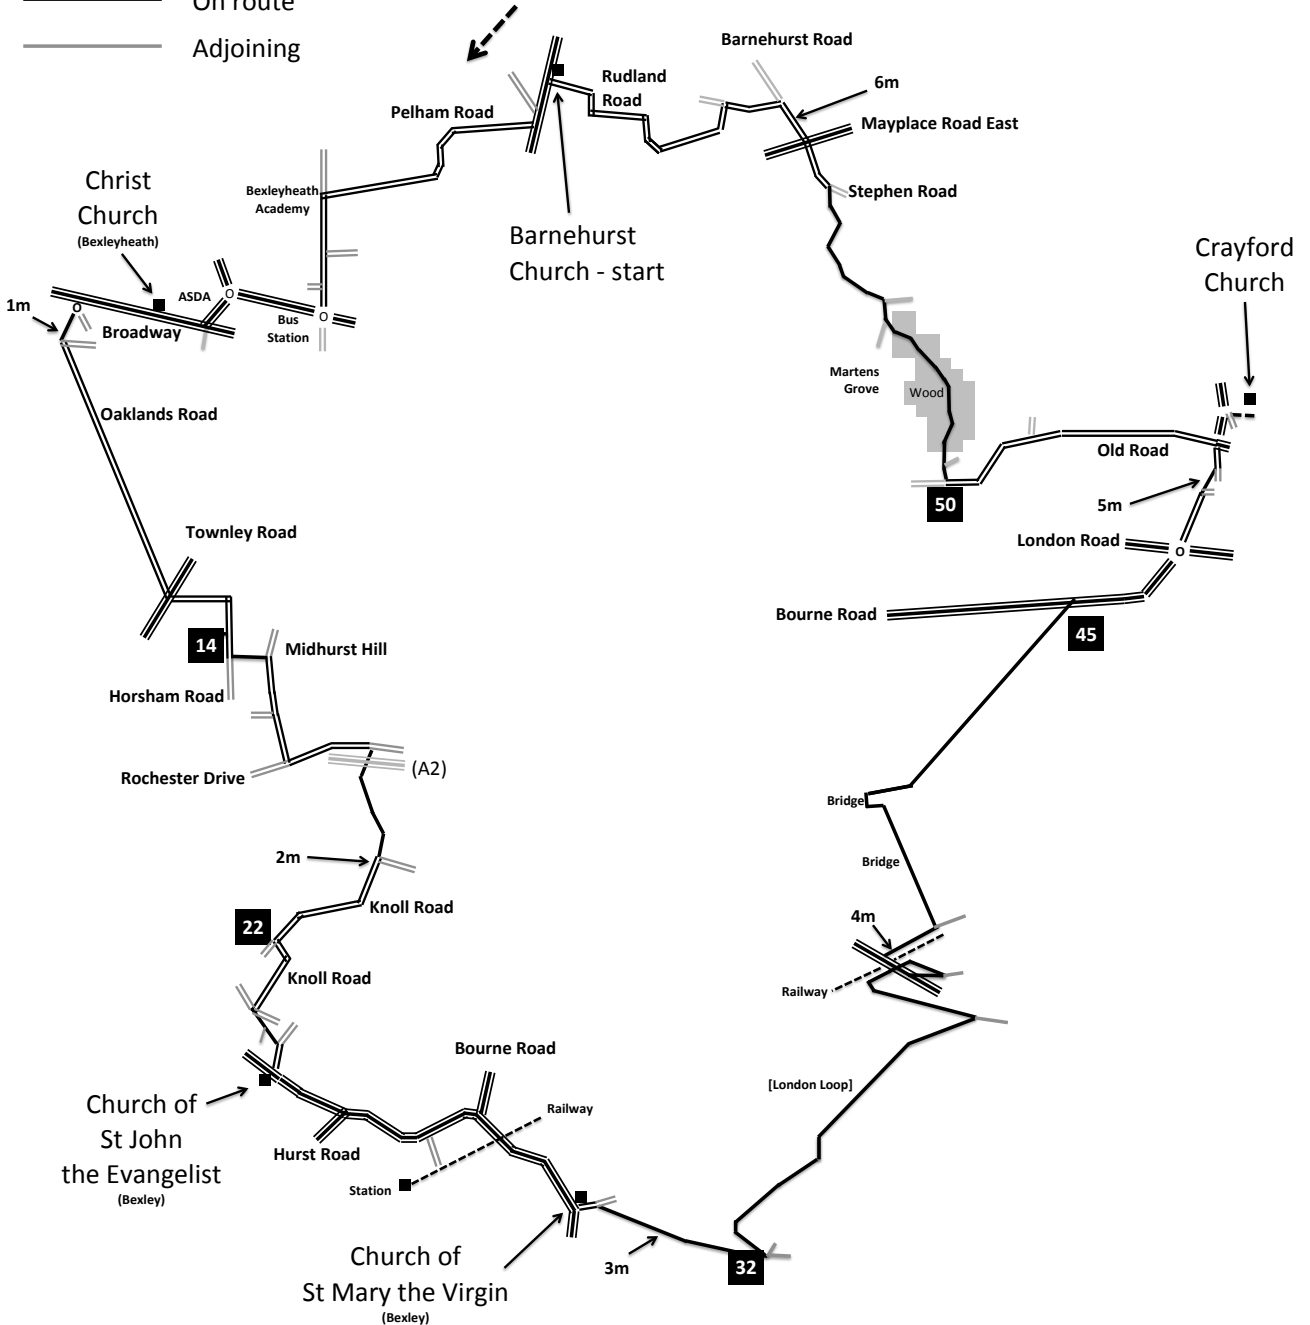 On route
Adjoining
Barnehurst Road
Rudland
Road
6m
Pelham Road
Mayplace Road East
Christ
Church
(Bexleyheath)
Bexleyheath
Academy
Stephen Road
Barnehurst
Church - start
Crayford
Church
1m
ASDA
O
O
O
Broadway
Bus
Station
Martens
Grove
Wood
Oaklands Road
Old Road
50
5m
Townley Road
London Road
O
Bourne Road
45
14
Midhurst Hill
Horsham Road
Rochester Drive
(A2)
Bridge
Bridge
2m
Knoll Road
22
4m
Knoll Road
Railway
Bourne Road
[London Loop]
Church of
St John
the Evangelist
(Bexley)
Railway
Hurst Road
Station
Church of
St Mary the Virgin
(Bexley)
3m
32